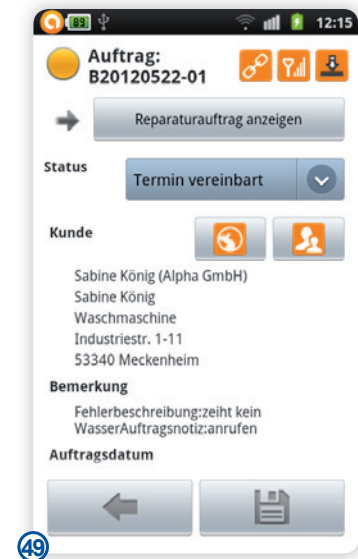 89
12:15
Auftrag:
B20120522-01
Reparaturauftrag anzeigen
Status
Termin vereinbart
Kunde
Sabine König (Alpha GmbH)
Sabine König
Waschmaschine
Industriestr. 1-11
53340 Meckenheim
Bemerkung
Fehlerbeschreibung:zeiht kein
WasserAuftragsnotiz:anrufen
Auftragsdatum
49